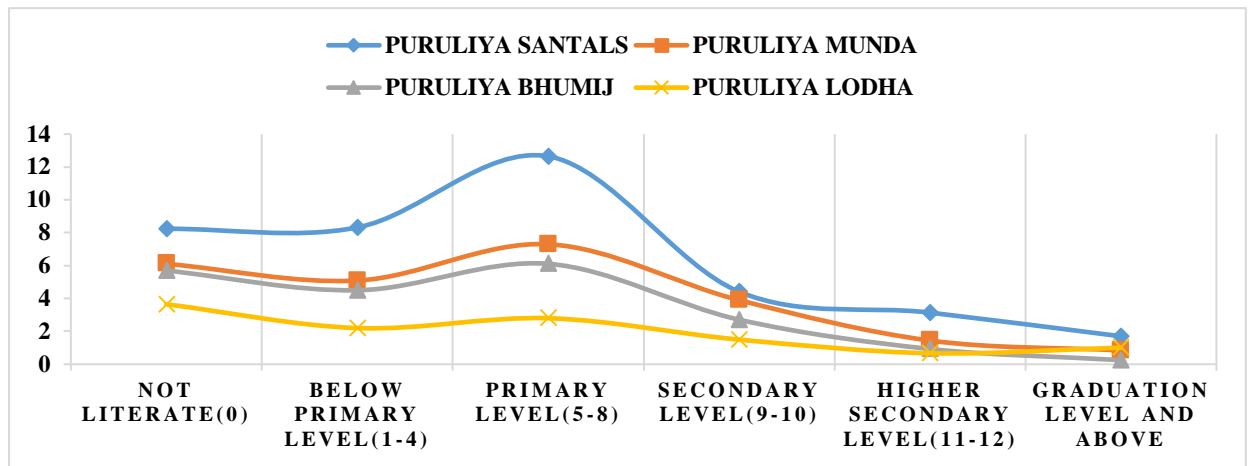 PURULIYA SANTALS PURULIYA MUNDA
PURULIYA BHUMIJ PURULIYA LODHA
14
12
10
8
6
4
2
0
NOT LITERATE(0)
BELOW PRIMARY LEVEL(1-4)
PRIMARY LEVEL(5-8)
SECONDARY LEVEL(9-10)
HIGHER SECONDARY LEVEL(11-12)
GRADUATION LEVEL AND ABOVE